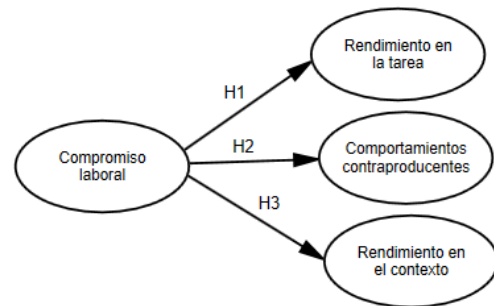 Rendimiento en
la tarea
H1
H2
Compromiso
laboral
Comportamientos
contraproducentes
H3
Rendimiento en
el contexto